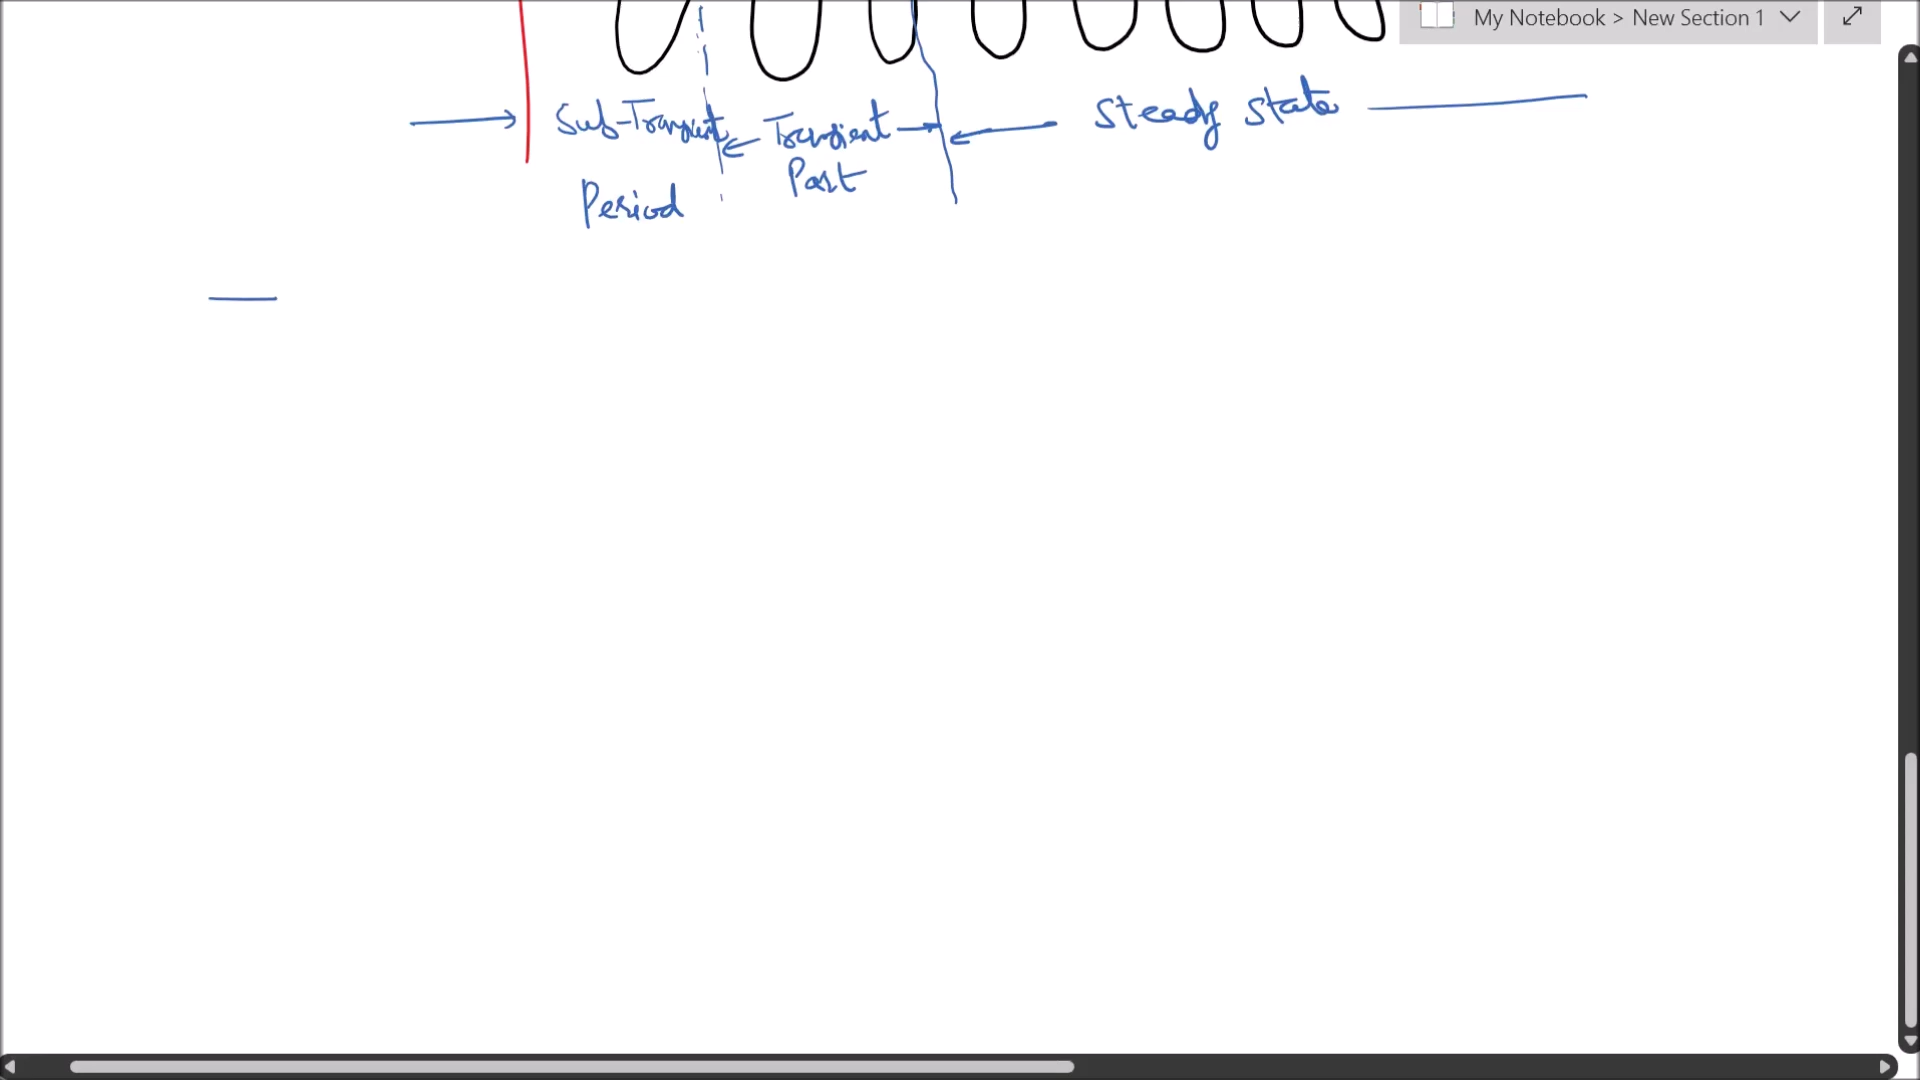 My Notebook > New Section 1
Sub-Transient Transient Steady State
Period Part